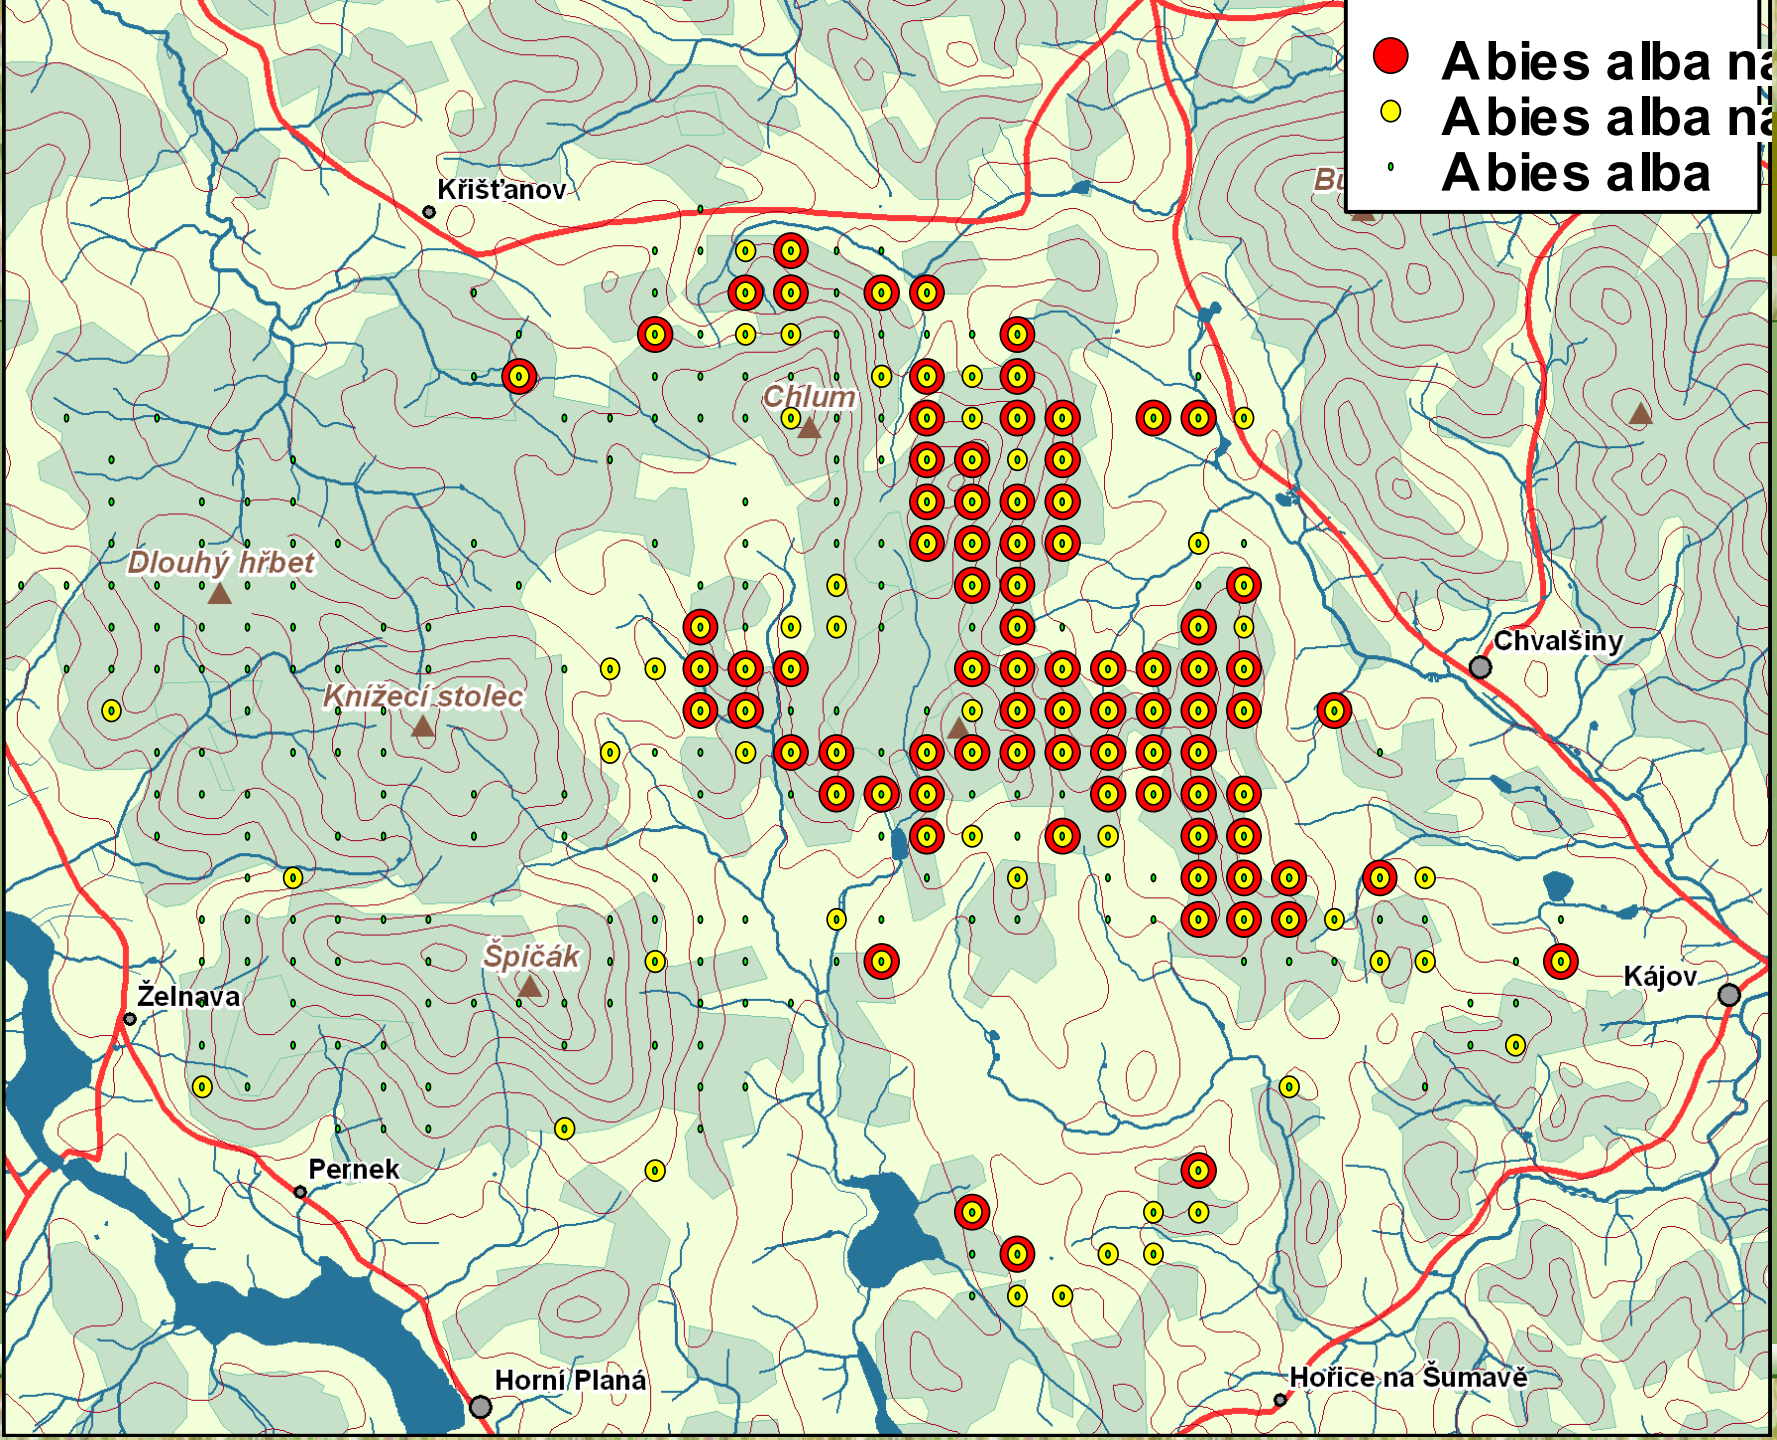 Abies alba na
Abies alba na
Abies alba
Křišťanov
Chlum
Dlouhý hřbet
Chvalšiny
Knížecí stolec
Špičák
Kájov
Želnava
Pernek
Horní Planá
Hořice na Šumavě